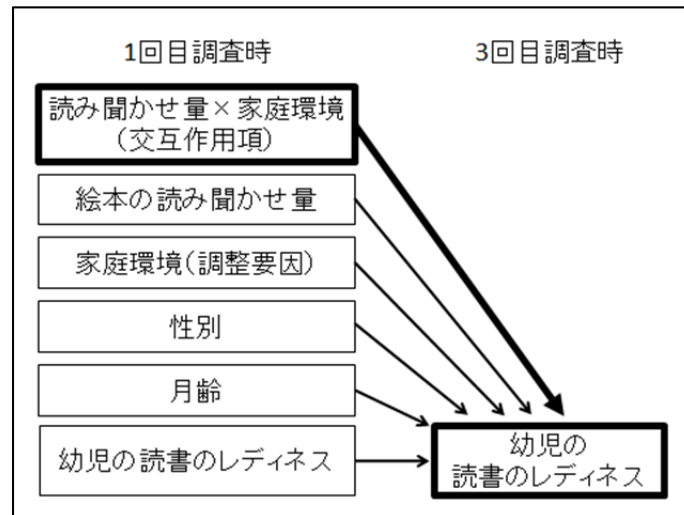 1回目調査時
3回目調査時
読み聞かせ量×家庭環境
(交互作用項)
絵本の読み聞かせ量
家庭環境(調整要因)
性別
月齢
幼児の読書のレディネス
幼児の
読書のレディネス